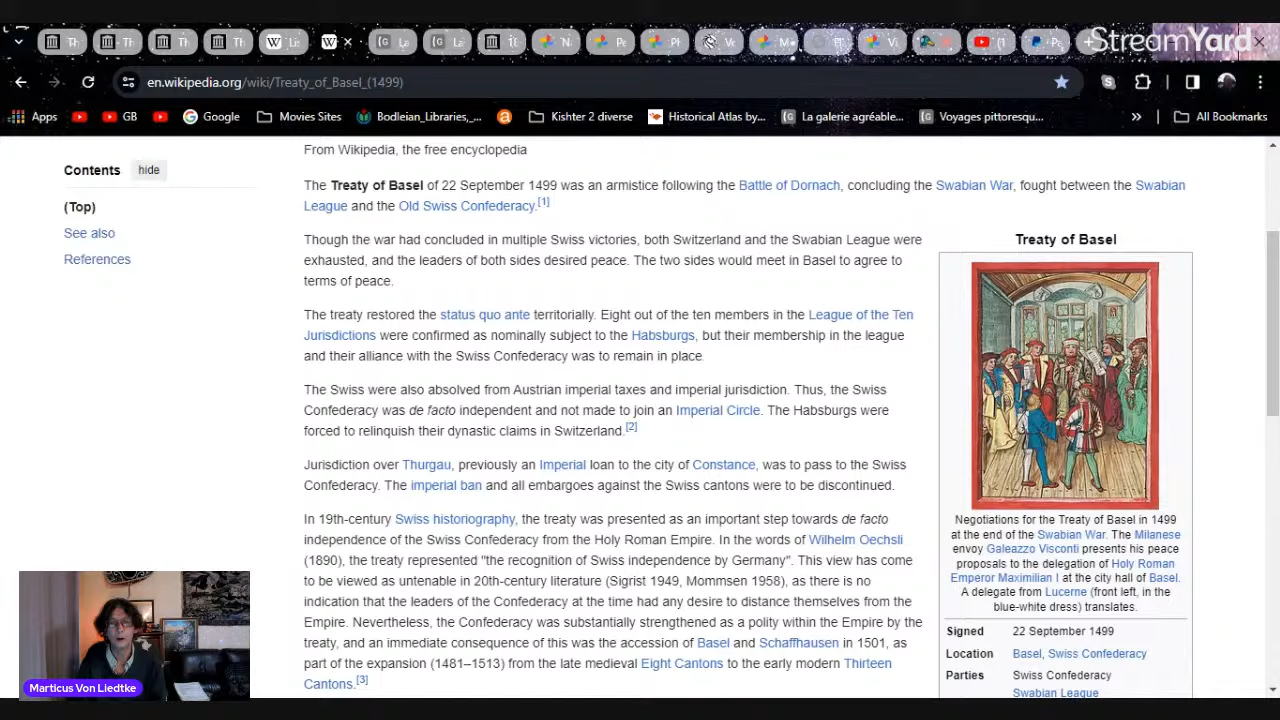 StreamYard
Th
Th
Th
Th
W Lis
W
Le
Le
Vi
en.wikipedia.org/wiki/Treaty_of_Basel_(1499)
Apps
GB
Google
Movies Sites
Bodleian_Libraries,_...
Kishter 2 diverse
Historical Atlas by...
La galerie agréable...
Voyages pittoresqu...
»
All Bookmarks
Contents
hide
(Top)
See also
References
From Wikipedia, the free encyclopedia
The Treaty of Basel of 22 September 1499 was an armistice following the Battle of Dornach, concluding the Swabian War, fought between the Swabian
League and the Old Swiss Confederacy.[1]
Though the war had concluded in multiple Swiss victories, both Switzerland and the Swabian League were
exhausted, and the leaders of both sides desired peace. The two sides would meet in Basel to agree to
terms of peace.
The treaty restored the status quo ante territorially. Eight out of the ten members in the League of the Ten
Jurisdictions were confirmed as nominally subject to the Habsburgs, but their membership in the league
and their alliance with the Swiss Confederacy was to remain in place
The Swiss were also absolved from Austrian imperial taxes and imperial jurisdiction. Thus, the Swiss
Confederacy was de facto independent and not made to join an Imperial Circle. The Habsburgs were
forced to relinquish their dynastic claims in Switzerland.[2]
Jurisdiction over Thurgau, previously an Imperial loan to the city of Constance, was to pass to the Swiss
Confederacy. The imperial ban and all embargoes against the Swiss cantons were to be discontinued.
In 19th-century Swiss historiography, the treaty was presented as an important step towards de facto
independence of the Swiss Confederacy from the Holy Roman Empire. In the words of Wilhelm Oechsli
(1890), the treaty represented "the recognition of Swiss independence by Germany". This view has come
to be viewed as untenable in 20th-century literature (Sigrist 1949, Mommsen 1958), as there is no
indication that the leaders of the Confederacy at the time had any desire to distance themselves from the
Empire. Nevertheless, the Confederacy was substantially strengthened as a polity within the Empire by the
treaty, and an immediate consequence of this was the accession of Basel and Schaffhausen in 1501, as
part of the expansion (1481–1513) from the late medieval Eight Cantons to the early modern Thirteen
Cantons.[3]
Treaty of Basel
Negotiations for the Treaty of Basel in 1499
at the end of the Swabian War. The Milanese
envoy Galeazzo Visconti presents his peace
proposals to the delegation of Holy Roman
Emperor Maximilian I at the city hall of Basel.
A delegate from Lucerne (front left, in the
blue-white dress) translates.
Signed 22 September 1499
Location Basel, Swiss Confederacy
Parties Swiss Confederacy
Swabian League
Marticus Von Liedtke